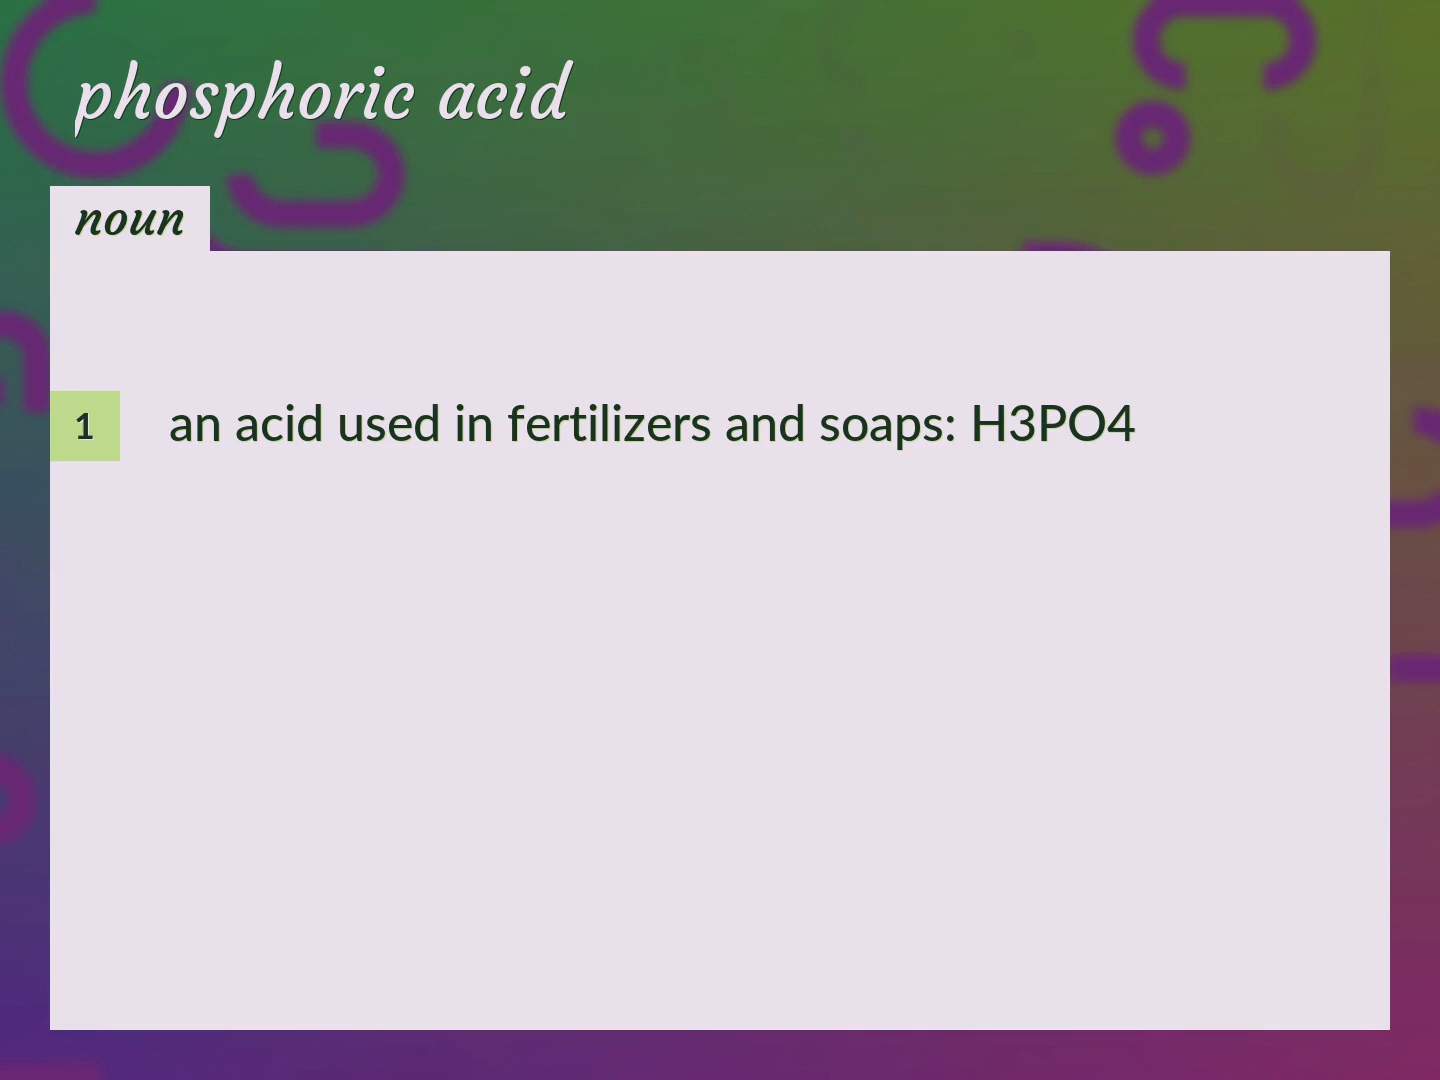 phosphoric acid
noun
1 an acid used in fertilizers and soaps: H3PO4